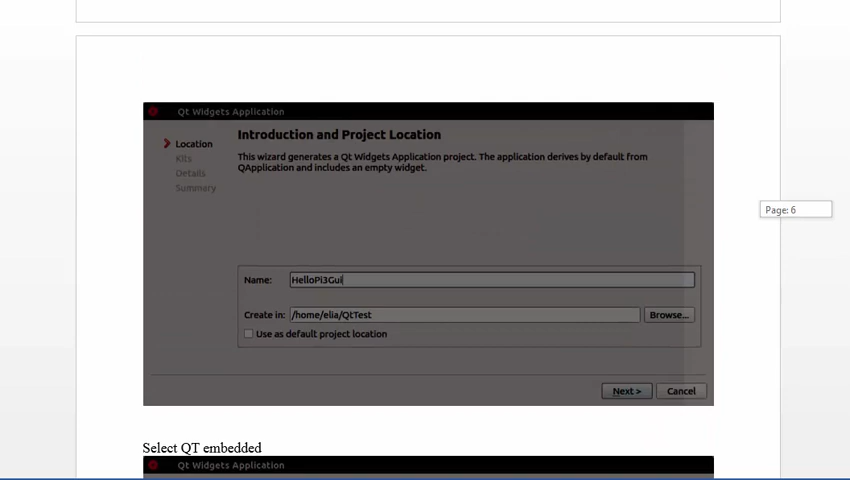 Qt Widgets Application
Location
Kits
Details
Summary
Introduction and Project Location
This wizard generates a Qt Widgets Application project. The application derives by default from
QApplication and includes an empty widget.
Page: 6
Name: HelloPi3Gui
Create in: /home/elia/QtTest Browse...
Use as default project location
Next > Cancel
Select QT embedded
Qt Widgets Application